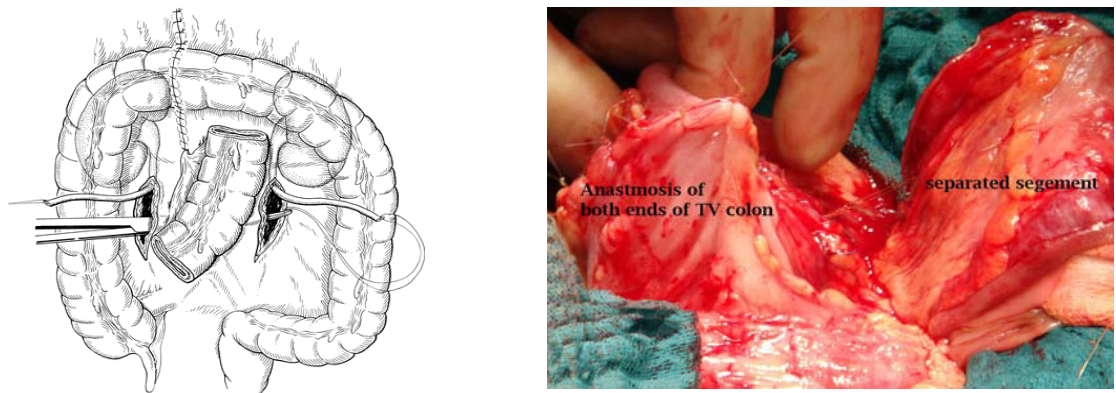 Anastmosis of
both ends of TV colon
separated segement